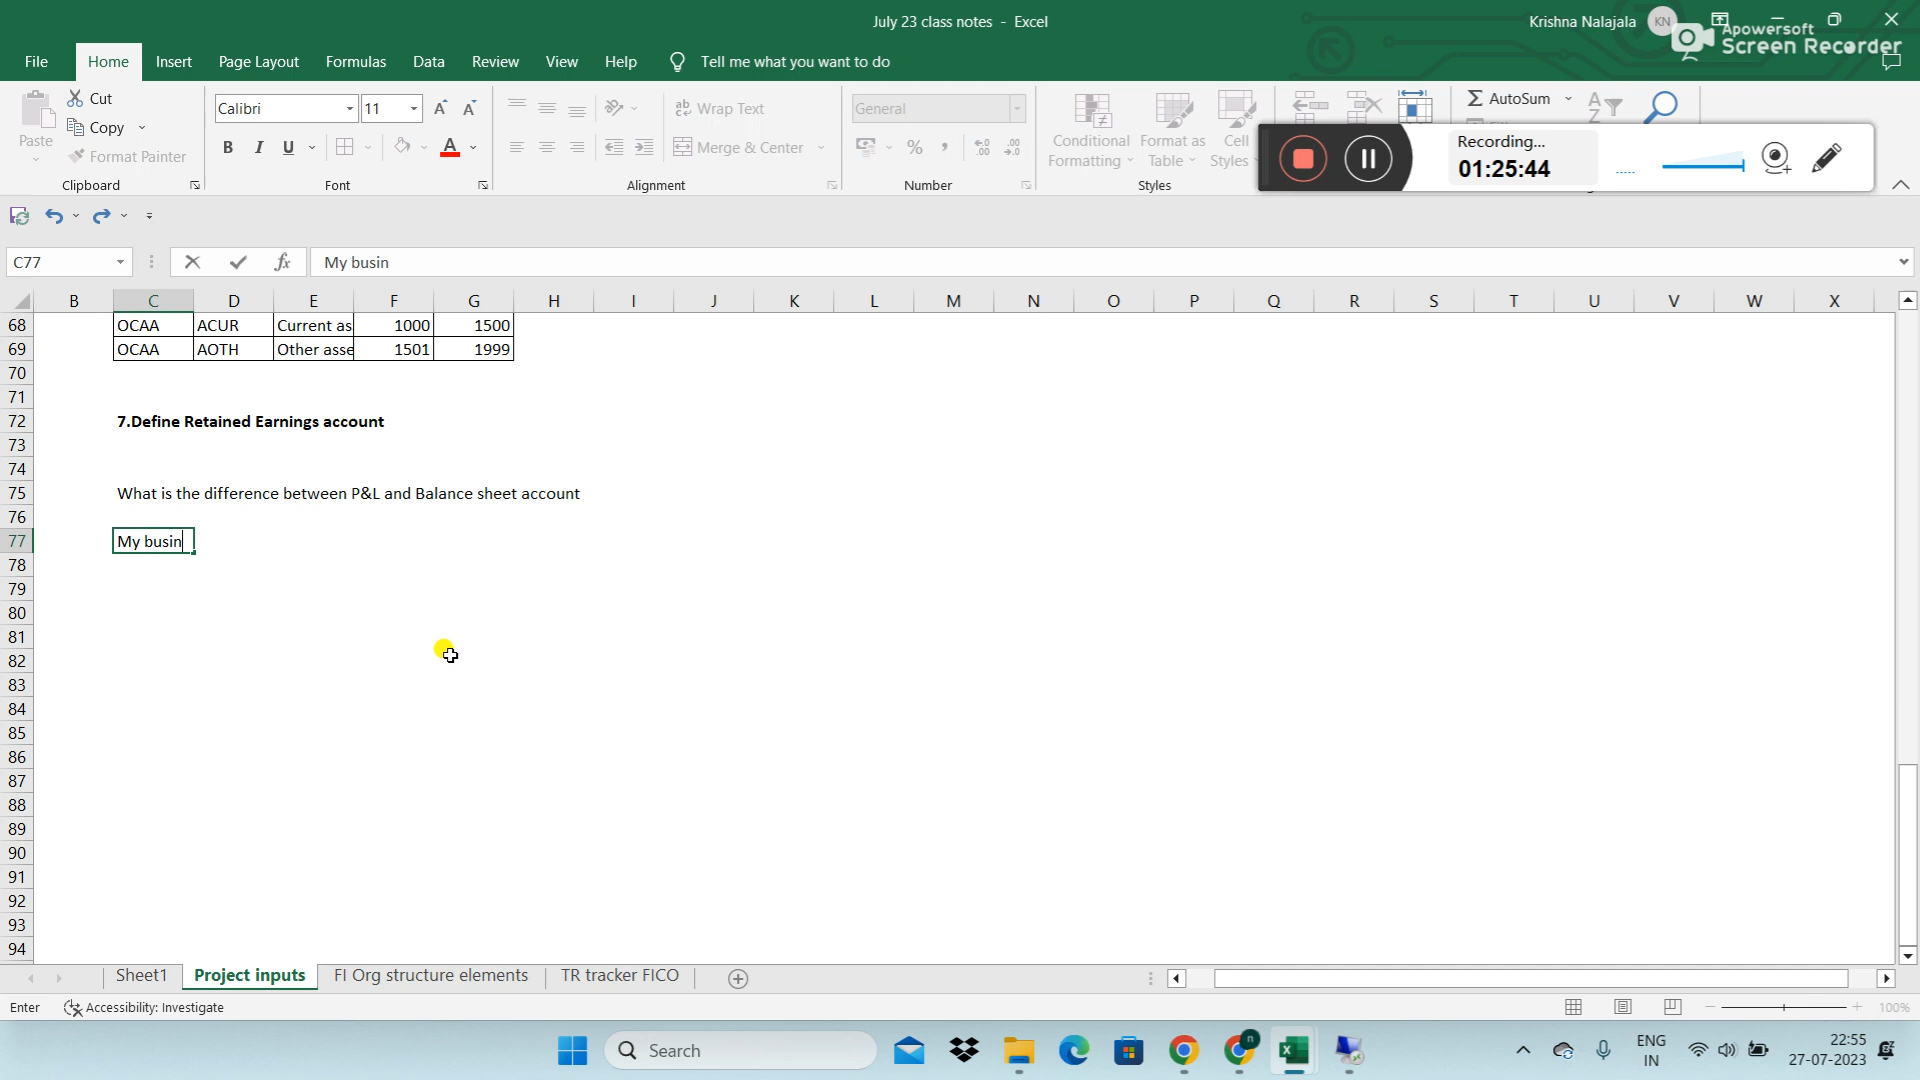 July 23 class notes - Excel
Krishna Nalajala KN
Apowersoft
Screen Recorder
File Home Insert Page Layout Formulas Data Review View Help Tell me what you want to do
Paste
Cut
Copy
Format Painter
Clipboard
Calibri 11
B I U A
Font
Wrap Text
Merge & Center
Alignment
General
Number
Conditional Formatting
Format as Table
Cell Styles
Styles
AutoSum
Recording...
01:25:44
C77 fx My busin
B C D E F G H I J K L M N O P Q R S T U V W X
68 OCAA ACUR Current as 1000 1500
69 OCAA AOTH Other asse 1501 1999
70
71
72 7.Define Retained Earnings account
73
74
75 What is the difference between P&L and Balance sheet account
76
77 My busin
78
79
80
81
82
83
84
85
86
87
88
89
90
91
92
93
94
Sheet1 Project inputs FI Org structure elements TR tracker FICO
Enter Accessibility: Investigate 100%
Search
ENG
IN
22:55
27-07-2023